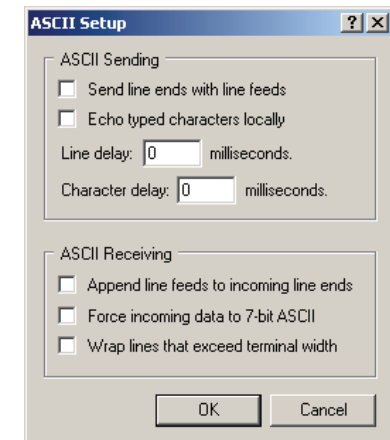 ASCII Setup
ASCII Sending
Send line ends with line feeds
Echo typed characters locally
Line delay: 0 milliseconds.
Character delay: 0 milliseconds.
ASCII Receiving
Append line feeds to incoming line ends
Force incoming data to 7-bit ASCII
Wrap lines that exceed terminal width
OK Cancel